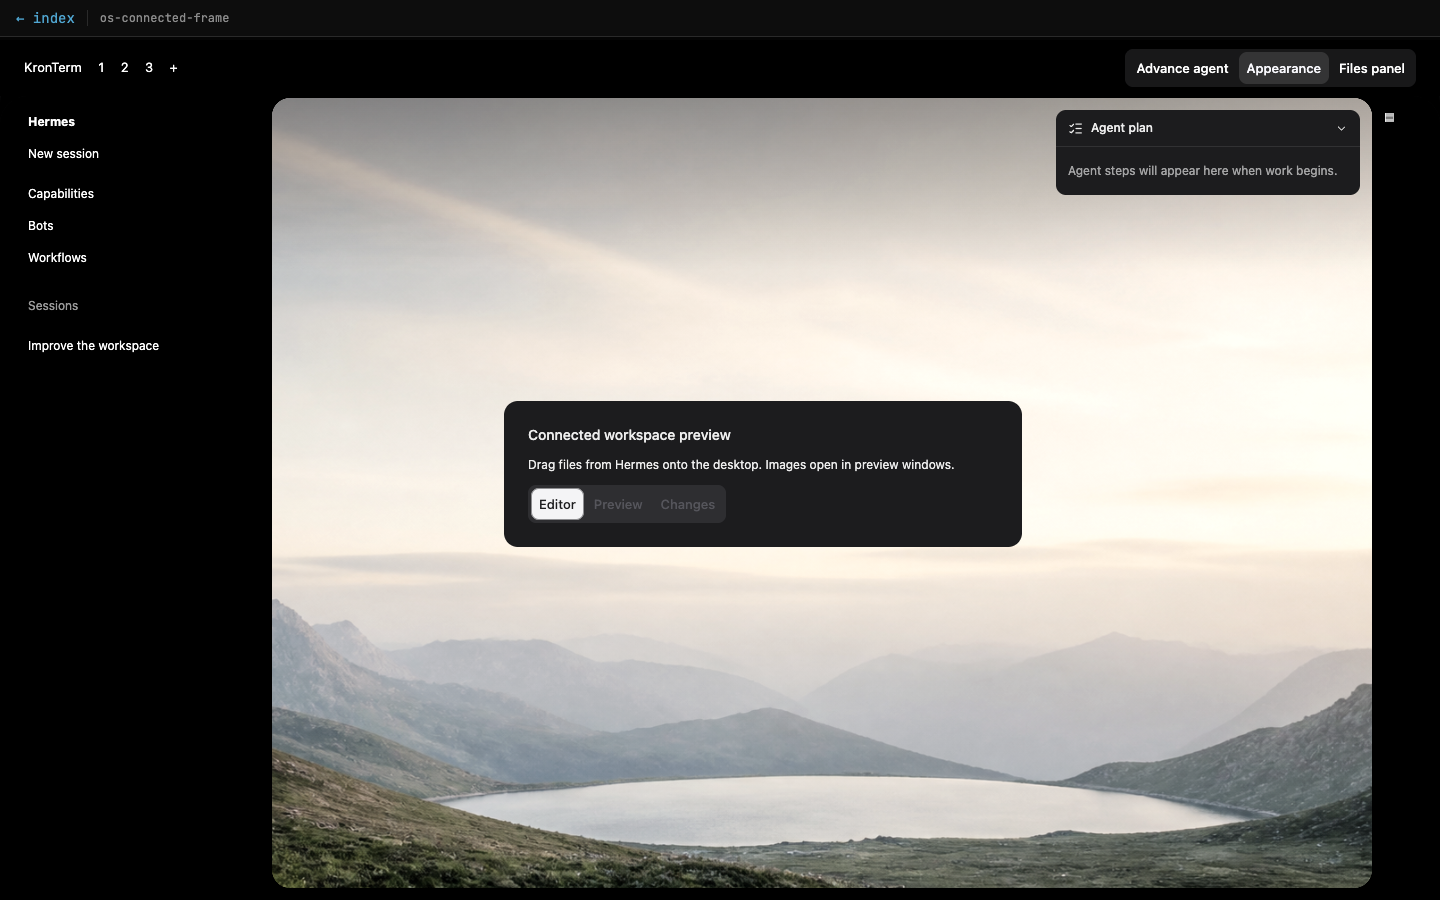 ← index os-connected-frame
KronTerm 1 2 3 +
Advance agent Appearance Files panel
Hermes
New session
Capabilities
Bots
Workflows
Sessions
Improve the workspace
Agent plan
Agent steps will appear here when work begins.
Connected workspace preview
Drag files from Hermes onto the desktop. Images open in preview windows.
Editor Preview Changes